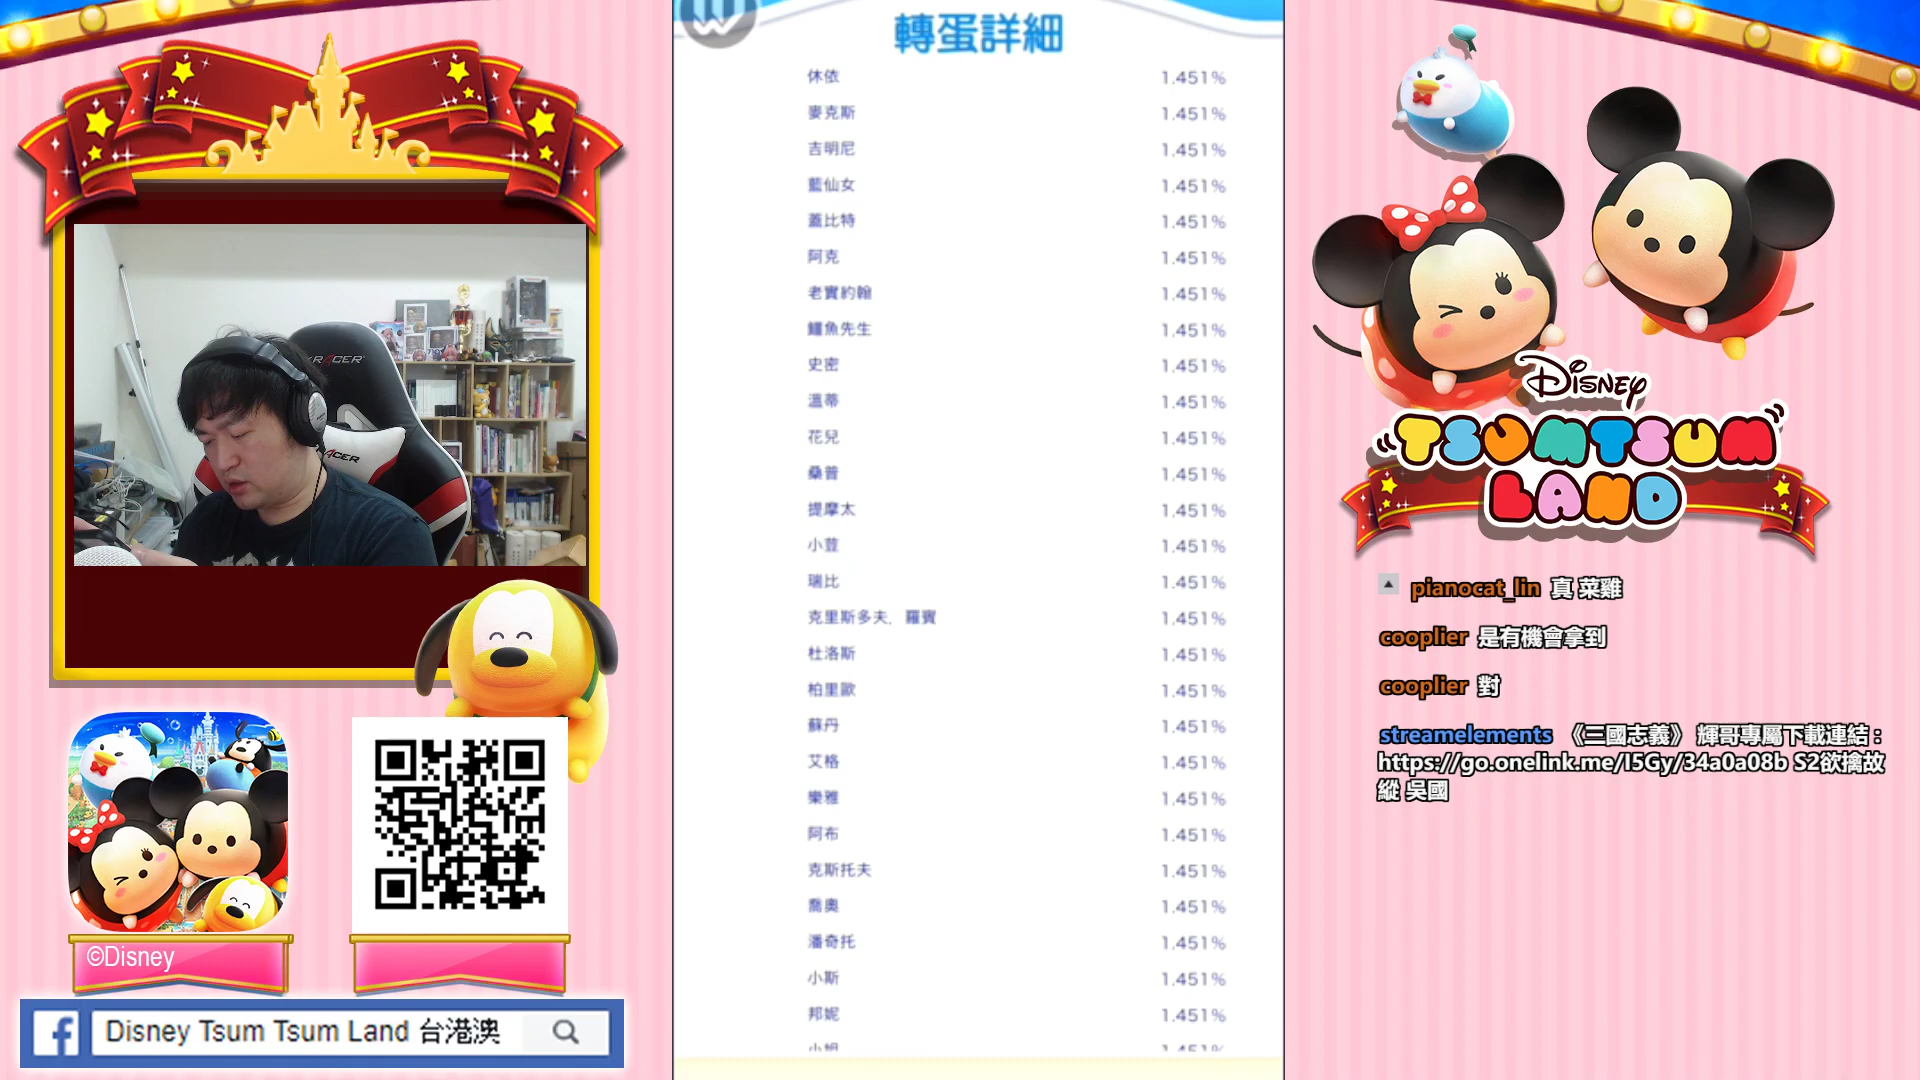 轉蛋詳細
休依 1.451%
麥克斯 1.451%
吉明尼 1.451%
藍仙女 1.451%
蓋比特 1.451%
阿克 1.451%
老實約翰 1.451%
鱷魚先生 1.451%
史密 1.451%
溫蒂 1.451%
花兒 1.451%
桑普 1.451%
提摩太 1.451%
小荳 1.451%
瑞比 1.451%
克里斯多夫．羅賓 1.451%
杜洛斯 1.451%
柏里歐 1.451%
蘇丹 1.451%
艾格 1.451%
樂雅 1.451%
阿布 1.451%
克斯托夫 1.451%
喬奧 1.451%
潘奇托 1.451%
小斯 1.451%
邦妮 1.451%
RACER
RACER
©Disney
Disney Tsum Tsum Land 台港澳
Disney
TSUMTSUM
LAND
pianocat_lin 真 菜雞
cooplier 是有機會拿到
cooplier 對
streamelements 《三國志義》 輝哥專屬下載連結 :
https://go.onelink.me/I5Gy/34a0a08b S2欲擒故
縱 吳國